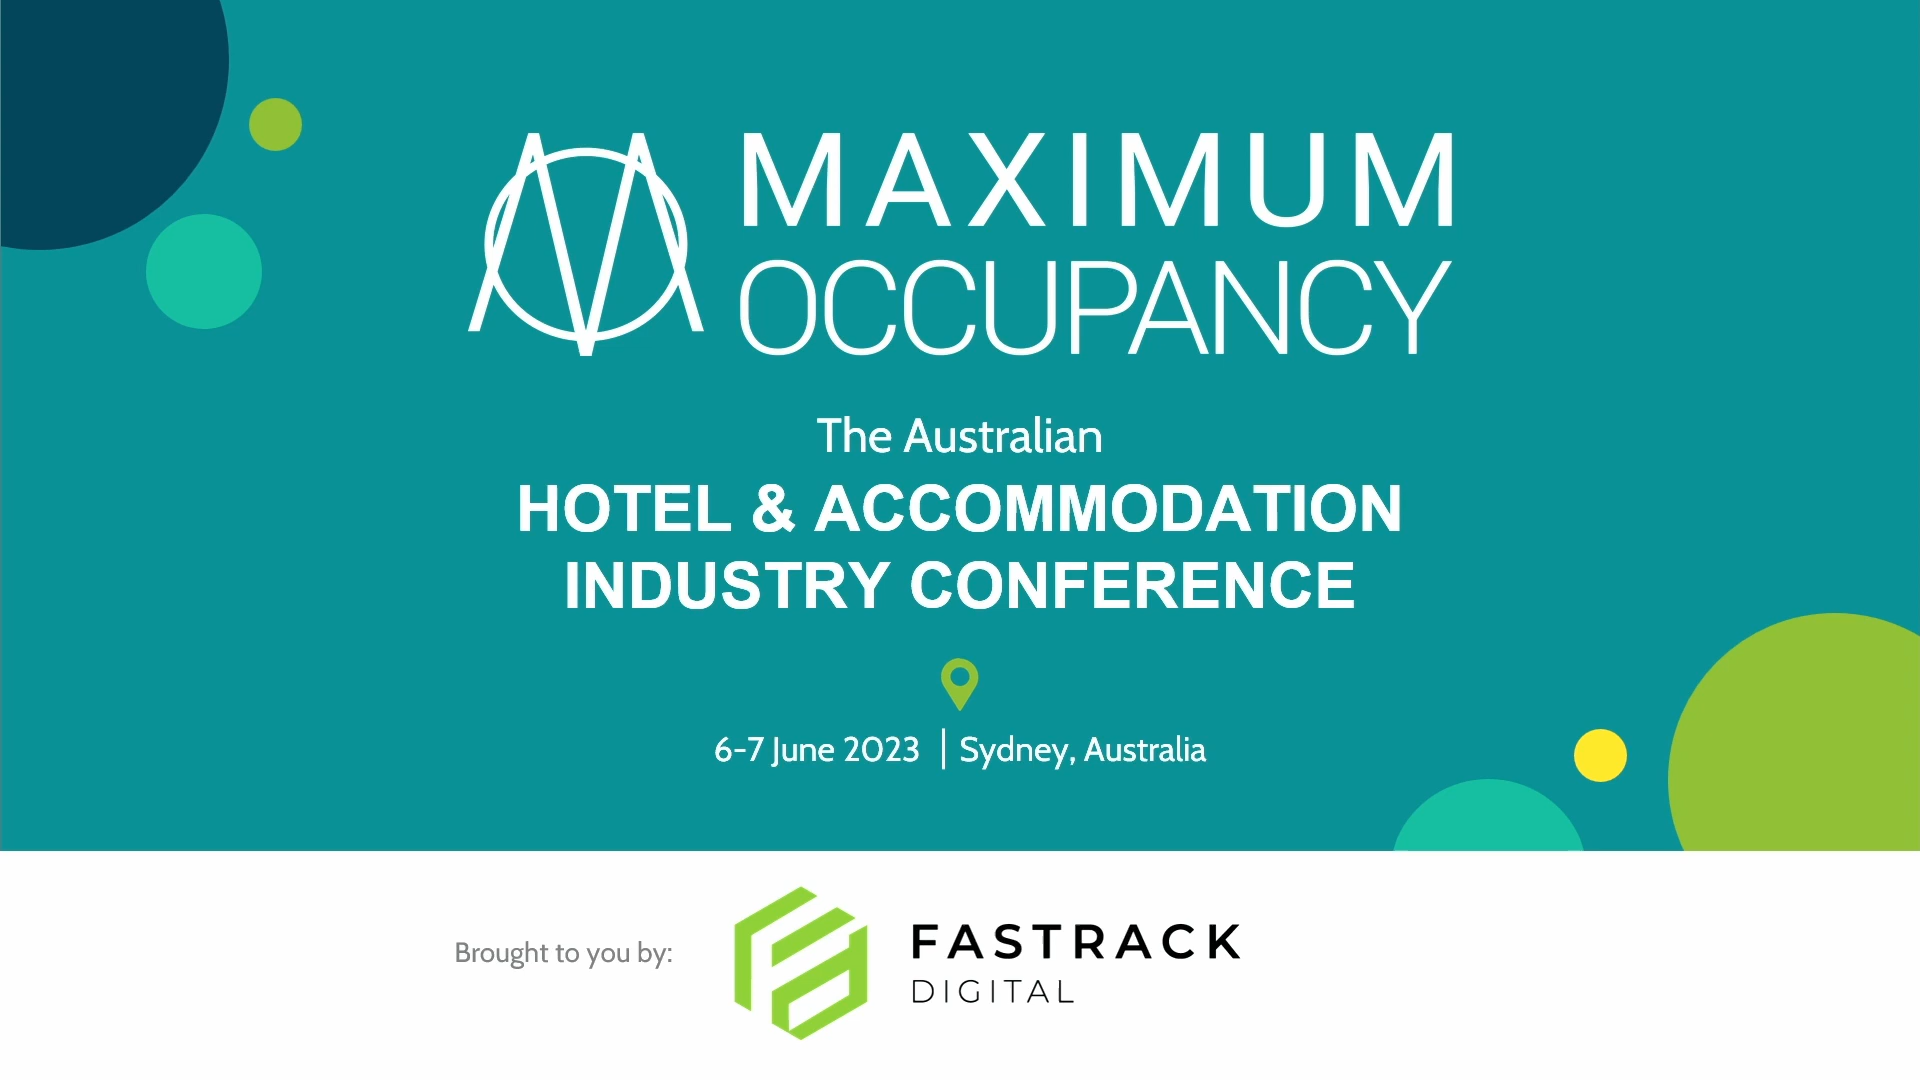 MAXIMUM
OCCUPANCY
The Australian
HOTEL & ACCOMMODATION
INDUSTRY CONFERENCE
6-7 June 2023 | Sydney, Australia
Brought to you by:
FASTRACK
DIGITAL